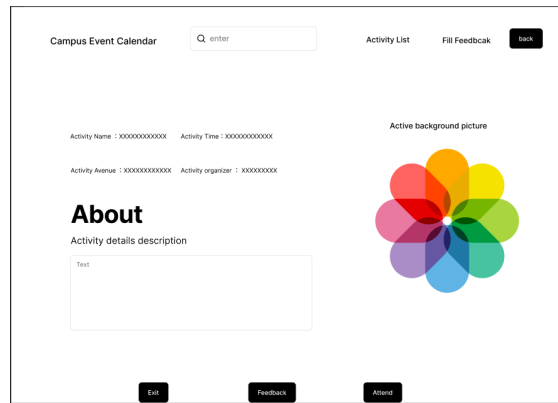 Campus Event Calendar
enter
Activity List
Fill Feedbcak
back
Active background picture
Activity Name ：XXXXXXXXXXXX
Activity Time：XXXXXXXXXXXX
Activity Avenue ：XXXXXXXXXXXX
Activity organizer ：XXXXXXXXX
About
Activity details description
Text
Exit
Feedback
Attend